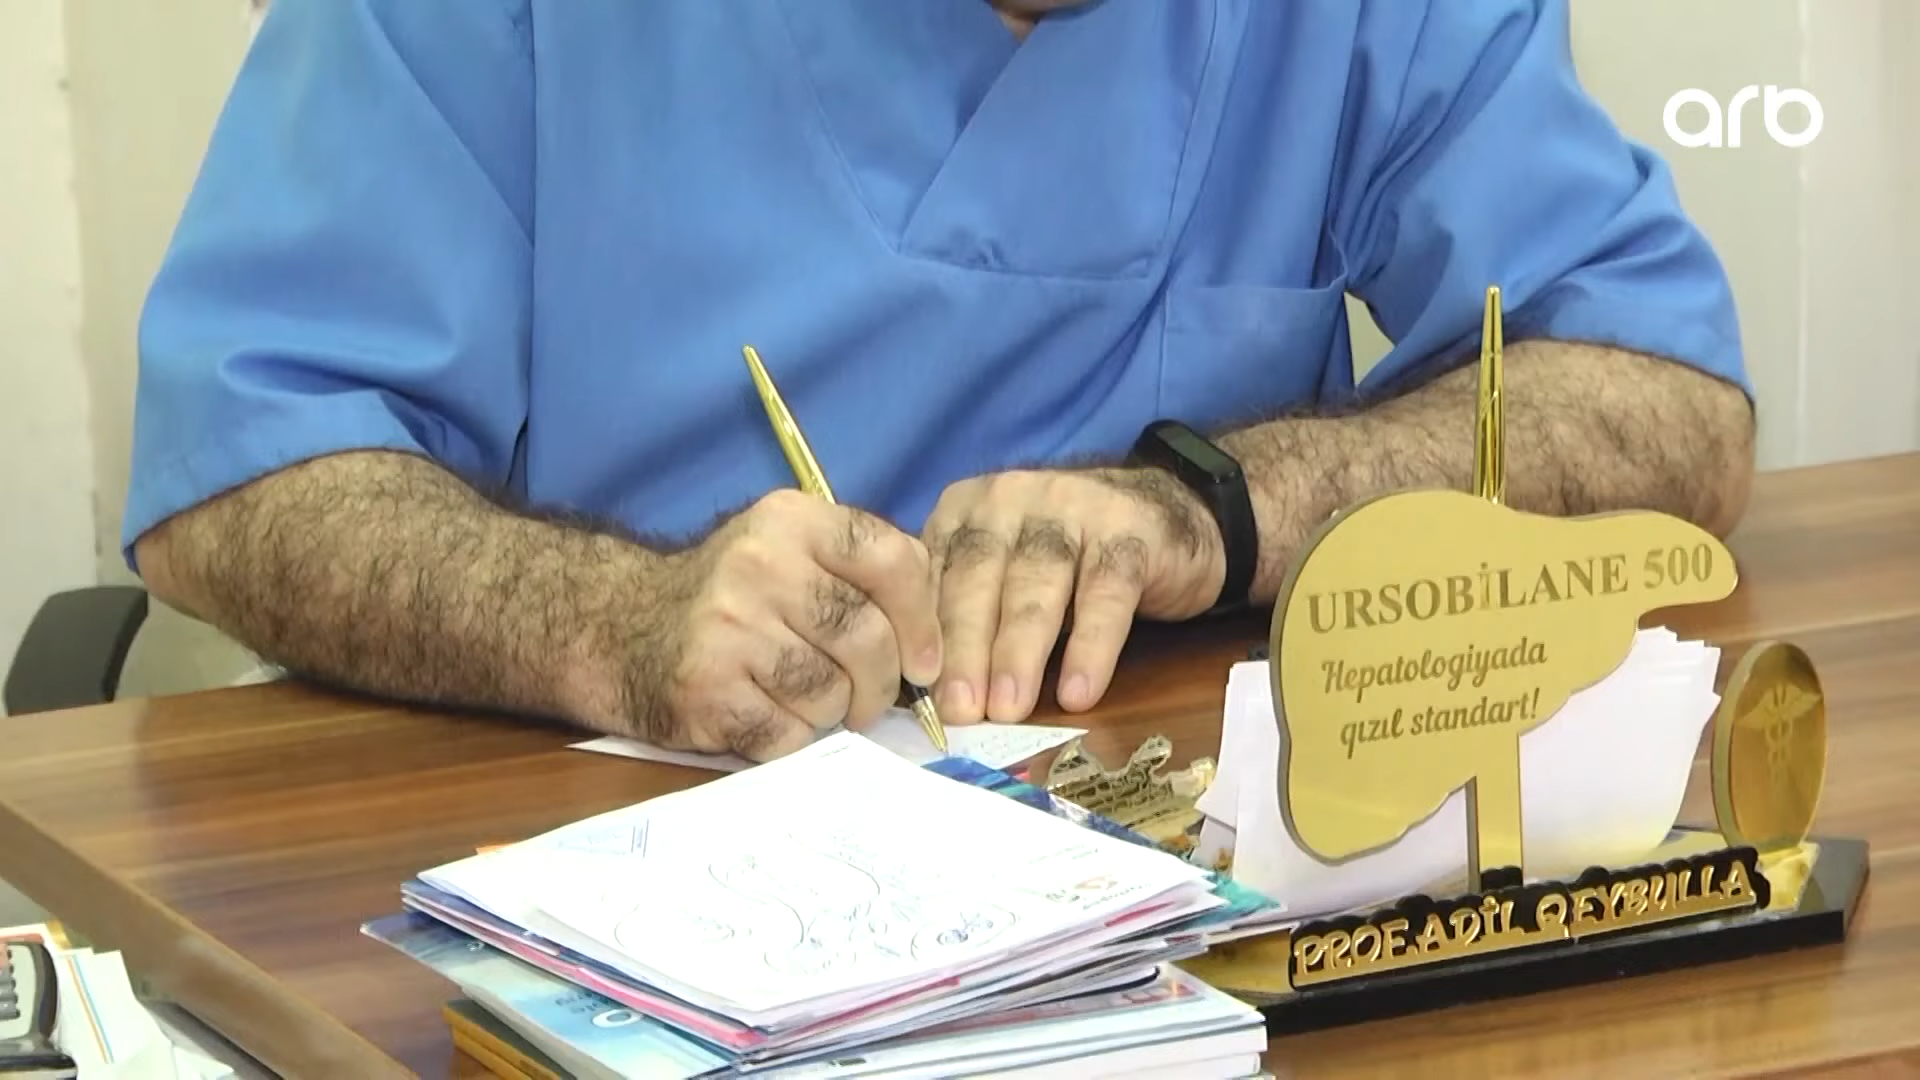 arb
URSOBİLANE 500
Hepatologiyada
qızıl standart!
PROF.ADİL QEYBULLA